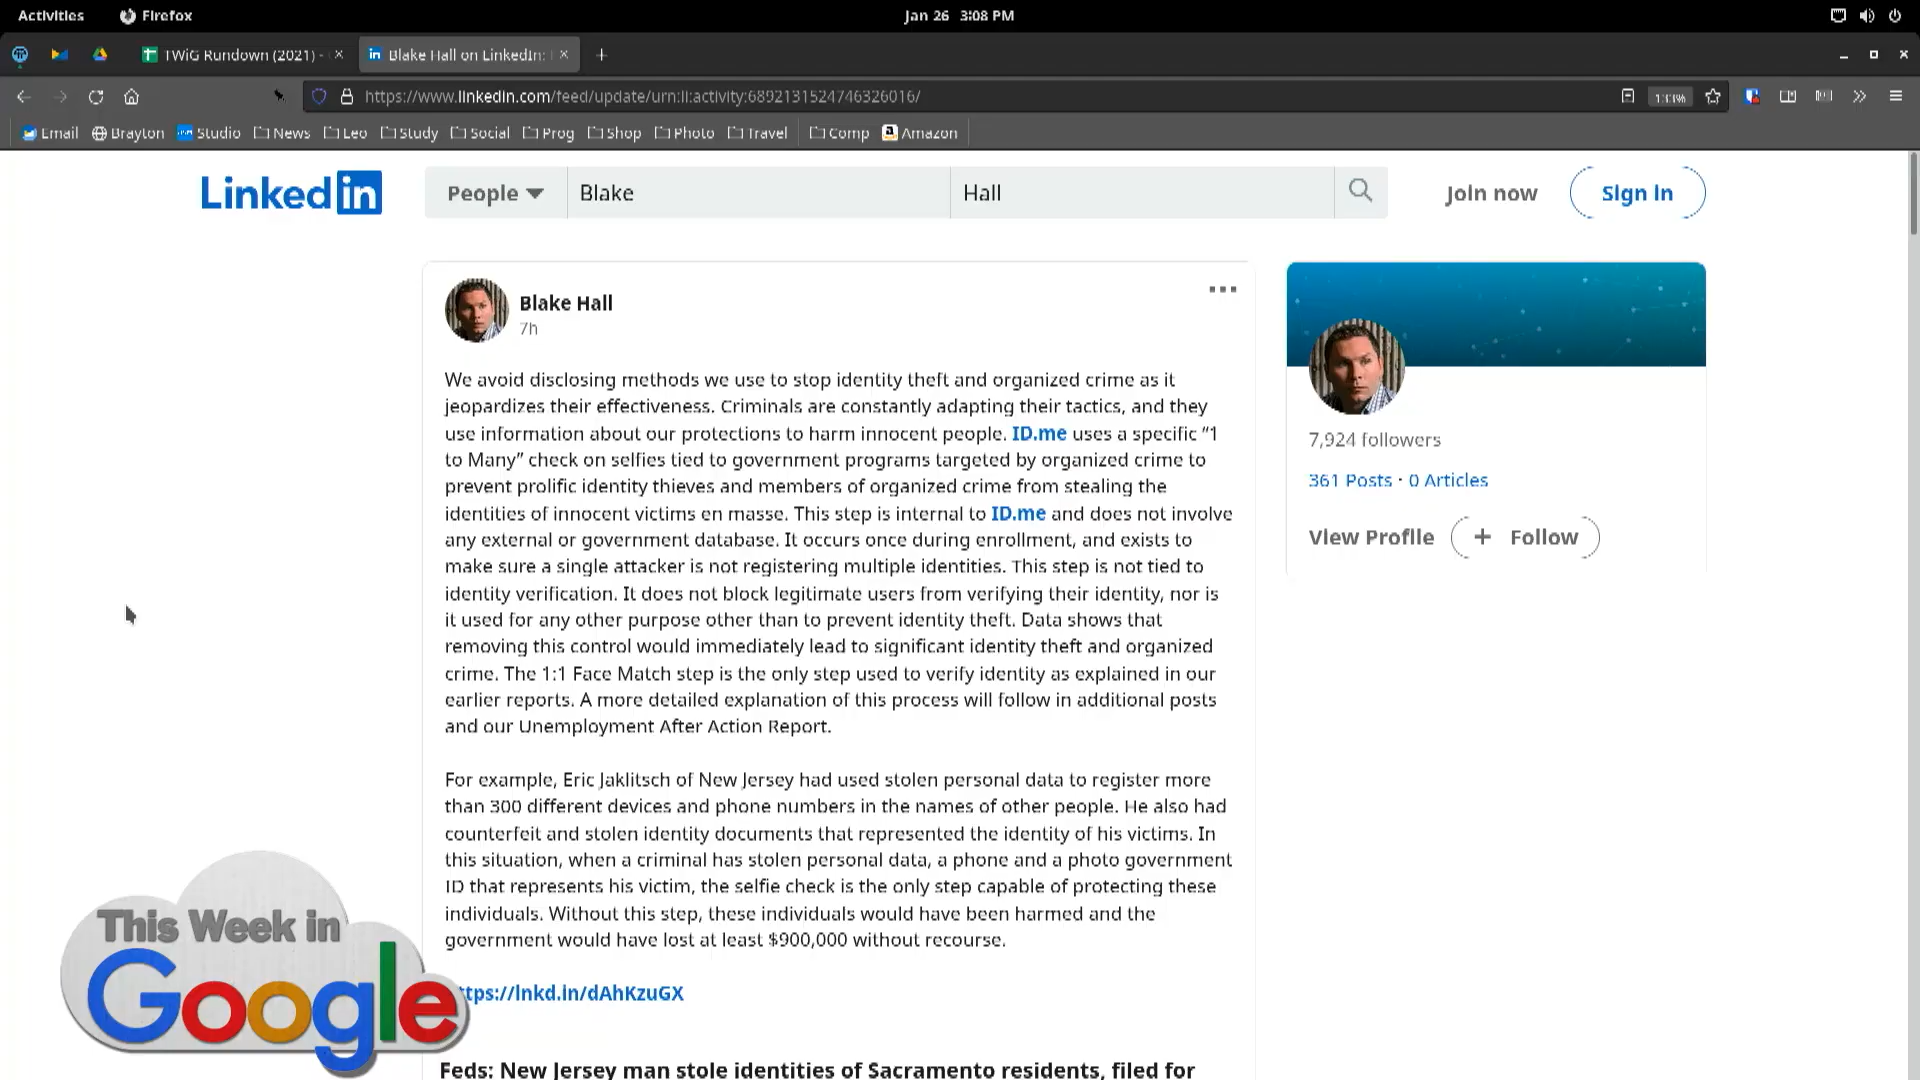 Activities
Firefox
Jan 26 3:08 PM
TWiG Rundown (2021) -
Blake Hall on LinkedIn:
https://www.linkedin.com/feed/update/urn:li:activity:6892131524746326016/
133%
Email
Brayton
Studio
News
Leo
Study
Social
Prog
Shop
Photo
Travel
Comp
Amazon
Linkedin
People
Blake
Hall
Join now
Sign in
Blake Hall
7h
We avoid disclosing methods we use to stop identity theft and organized crime as it
jeopardizes their effectiveness. Criminals are constantly adapting their tactics, and they
use information about our protections to harm innocent people. ID.me uses a specific “1
to Many” check on selfies tied to government programs targeted by organized crime to
prevent prolific identity thieves and members of organized crime from stealing the
identities of innocent victims en masse. This step is internal to ID.me and does not involve
any external or government database. It occurs once during enrollment, and exists to
make sure a single attacker is not registering multiple identities. This step is not tied to
identity verification. It does not block legitimate users from verifying their identity, nor is
it used for any other purpose other than to prevent identity theft. Data shows that
removing this control would immediately lead to significant identity theft and organized
crime. The 1:1 Face Match step is the only step used to verify identity as explained in our
earlier reports. A more detailed explanation of this process will follow in additional posts
and our Unemployment After Action Report.
For example, Eric Jaklitsch of New Jersey had used stolen personal data to register more
than 300 different devices and phone numbers in the names of other people. He also had
counterfeit and stolen identity documents that represented the identity of his victims. In
this situation, when a criminal has stolen personal data, a phone and a photo government
ID that represents his victim, the selfie check is the only step capable of protecting these
individuals. Without this step, these individuals would have been harmed and the
government would have lost at least $900,000 without recourse.
ttps://lnkd.in/dAhKzuGX
Feds: New Jersey man stole identities of Sacramento residents, filed for
7,924 followers
361 Posts · 0 Articles
View Profile
+ Follow
This Week in
Google